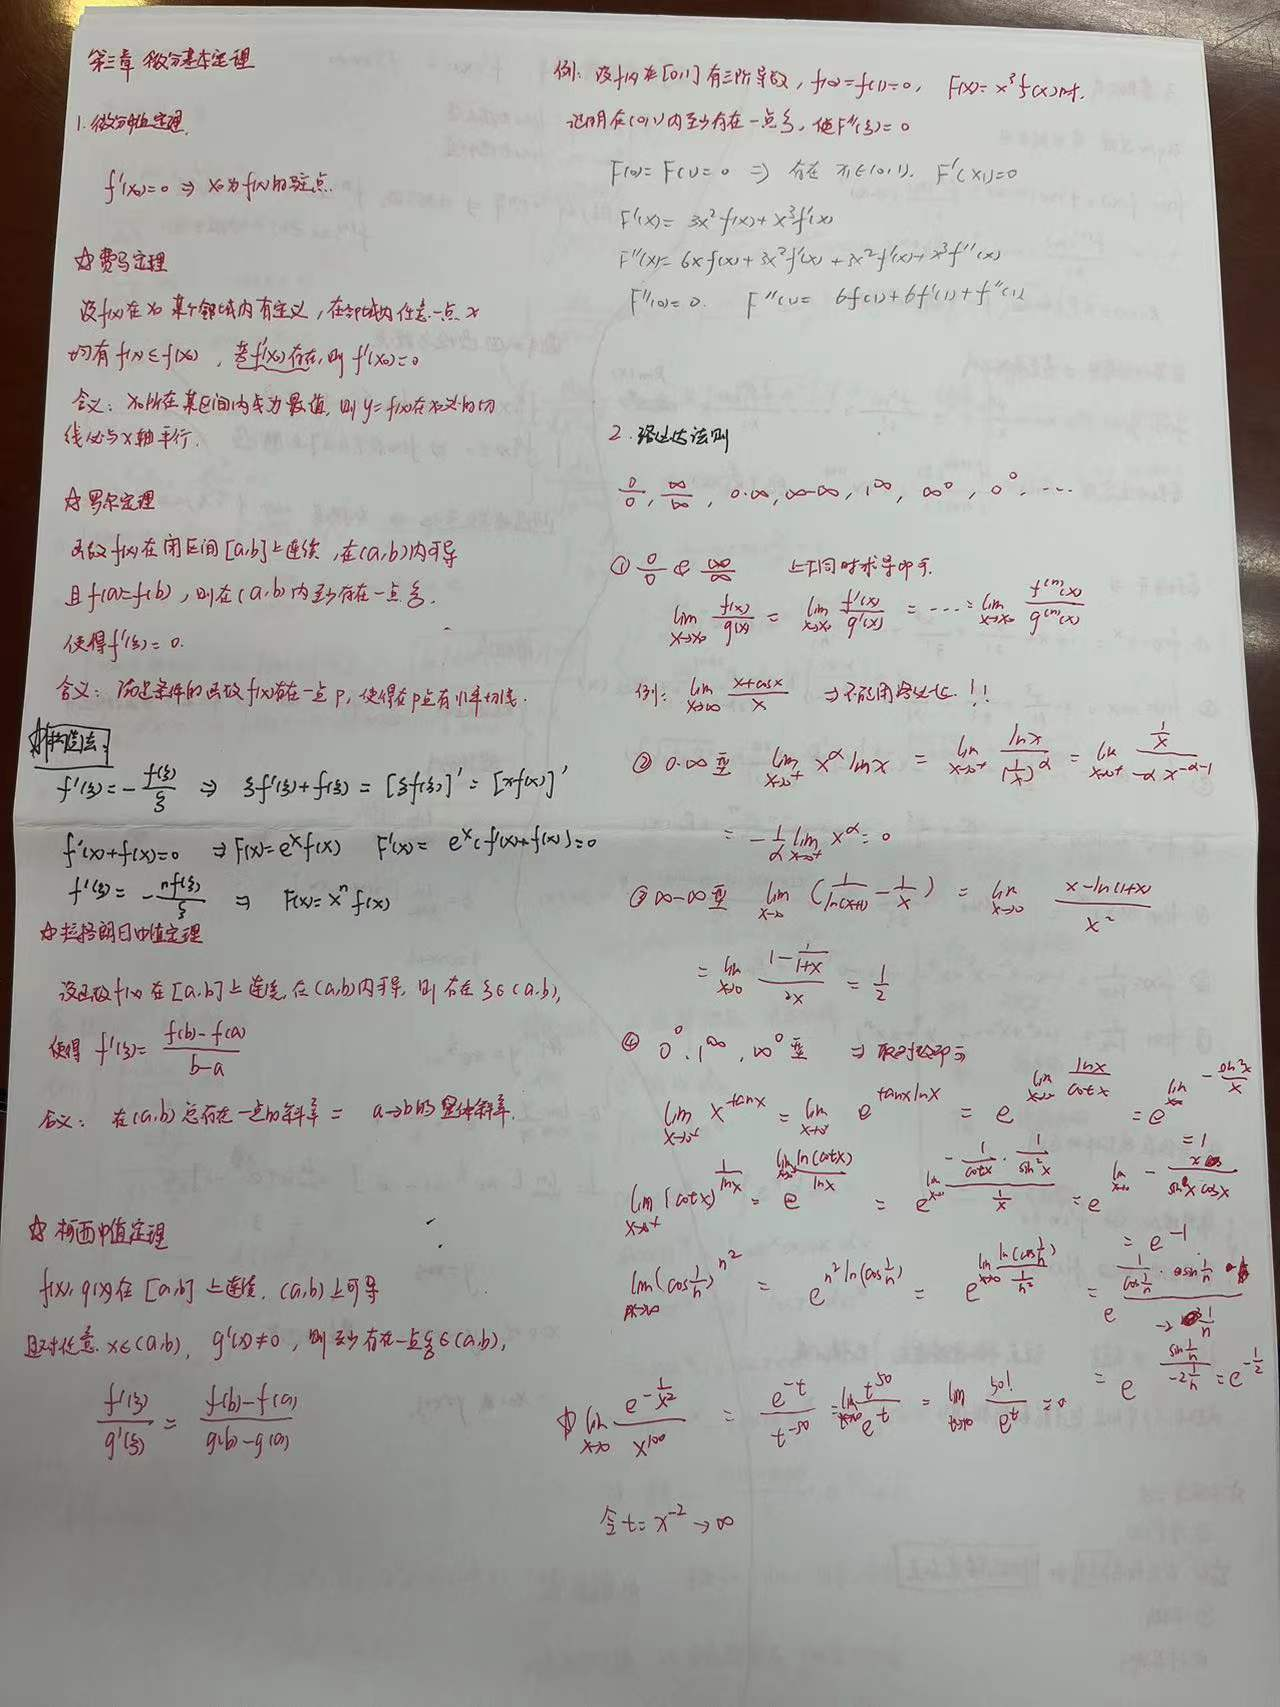 第三章 微分基本定理
1. 微分中值定理
f'(x₀)=0 ⇒ x₀为f(x)的驻点.
☆ 费马定理
设f(x)在x₀某个邻域内有定义,在邻域内任意一点x
均有f(x)≤f(x₀),若f'(x₀)存在,则f'(x₀)=0
含义: x₀所在某区间内点为最值,则y=f(x)在x₀处的切
线必与x轴平行.
☆ 罗尔定理
函数f(x)在闭区间[a,b]上连续,在(a,b)内可导
且f(a)=f(b),则在(a,b)内至少存在一点ξ,
使得f'(ξ)=0.
含义: 满足条件的函数f(x)存在一点P,使得在P点有水平切线.
☆构造法:
f'(ξ)=-f(ξ)/ξ ⇒ ξf'(ξ)+f(ξ)=[ξf(ξ)]'=[xf(x)]'
f'(x)+f(x)=0 ⇒F(x)=eˣf(x) F'(x)=eˣ(f'(x)+f(x))=0
f'(ξ)=-nf(ξ)/ξ ⇒ F(x)=xⁿf(x)
☆拉格朗日中值定理
设函数f(x)在[a,b]上连续,在(a,b)内可导,则存在ξ∈(a,b),
使得 f'(ξ)=(f(b)-f(a))/(b-a)
含义: 在(a,b)总存在一点的斜率 = a→b的整体斜率.
☆ 柯西中值定理
f(x),g(x)在[a,b]上连续,(a,b)上可导
且对任意x∈(a,b), g'(x)≠0,则至少存在一点ξ∈(a,b),
f'(ξ)/g'(ξ) = (f(b)-f(a))/(g(b)-g(a))
例: 设f(x)在[0,1]有三阶导数,f(0)=f(1)=0, F(x)=x³f(x)
证明在(0,1)内至少存在一点ξ,使F'''(ξ)=0
F(0)=F(1)=0 ⇒ 存在x₁∈(0,1). F'(x₁)=0
F'(x)=3x²f(x)+x³f'(x)
F''(x)=6xf(x)+3x²f'(x)+3x²f'(x)+x³f''(x)
F''(0)=0. F''(1)=6f(1)+6f'(1)+f''(1)
2. 洛必达法则
0/0, ∞/∞, 0·∞, ∞-∞, 1^∞, ∞⁰, 0⁰, ....
① 0/0 ∞/∞ 上下同时求导即可.
lim_{x→x₀} f(x)/g(x) = lim_{x→x₀} f'(x)/g'(x) = ....= lim_{x→x₀} f⁽ⁿ⁾(x)/g⁽ⁿ⁾(x)
例: lim_{x→∞} (x+cosx)/x ⇒不能用洛必达.!!
② 0·∞型 lim_{x→0⁺} x^α lnx = lim_{x→0⁺} lnx/(1/x)^α = lim_{x→0⁺} (1/x)/(-αx^(-α-1))
= -1/α lim_{x→0⁺} x^α = 0
③ ∞-∞型 lim_{x→0} (1/ln(x+1) - 1/x) = lim_{x→0} (x-ln(1+x))/x²
= lim_{x→0} (1-1/(1+x))/2x = 1/2
④ 0⁰, 1^∞, ∞⁰型 ⇒ 取对数即可
lim_{x→0⁺} x^tanx = lim_{x→0⁺} e^(tanxlnx) = e^(lim_{x→0⁺} lnx/cotx) = e^(lim -sin²x/x) =1
lim_{x→0⁺} (cotx)^(1/lnx) = e^(lim ln(cotx)/lnx) = e^(lim_{x→0⁺} (-1/cotx·1/sin²x)/(1/x)) = e^(lim_{x→0⁺} -x/(sinxcosx))
= e⁻¹
lim_{n→∞} (cos1/n)^(n²) = e^(n²ln(cos1/n)) = e^(lim_{n→∞} ln(cos1/n)/(1/n²)) =
= e^(sin1/n/(-2·1/n)) = e^(-1/2)
lim_{x→0} e^(-1/x²)/x¹⁰⁰ = e^(-t)/t⁻⁵⁰ = lim_{t→∞} t⁵⁰/e^t = lim_{t→∞} 50!/e^t = 0
令t=x⁻²→∞